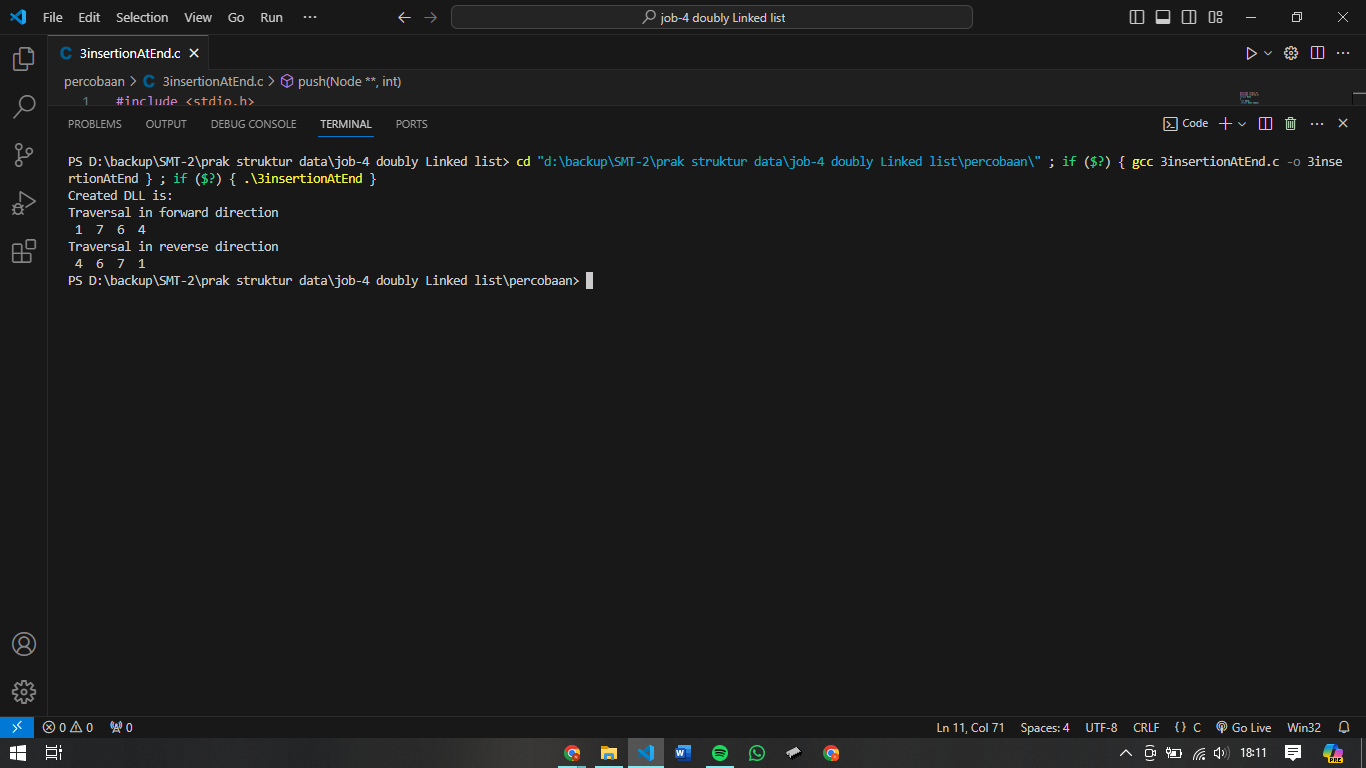 File Edit Selection View Go Run ··· job-4 doubly Linked list
C 3insertionAtEnd.c
percobaan > C 3insertionAtEnd.c > push(Node **, int)
1 #include <stdio.h>
PROBLEMS OUTPUT DEBUG CONSOLE TERMINAL PORTS Code
PS D:\backup\SMT-2\prak struktur data\job-4 doubly Linked list> cd "d:\backup\SMT-2\prak struktur data\job-4 doubly Linked list\percobaan\" ; if ($?) { gcc 3insertionAtEnd.c -o 3inse
rtionAtEnd } ; if ($?) { .\3insertionAtEnd }
Created DLL is:
Traversal in forward direction
1 7 6 4
Traversal in reverse direction
4 6 7 1
PS D:\backup\SMT-2\prak struktur data\job-4 doubly Linked list\percobaan>
0 0 0 Ln 11, Col 71 Spaces: 4 UTF-8 CRLF {} C Go Live Win32
18:11 PRE